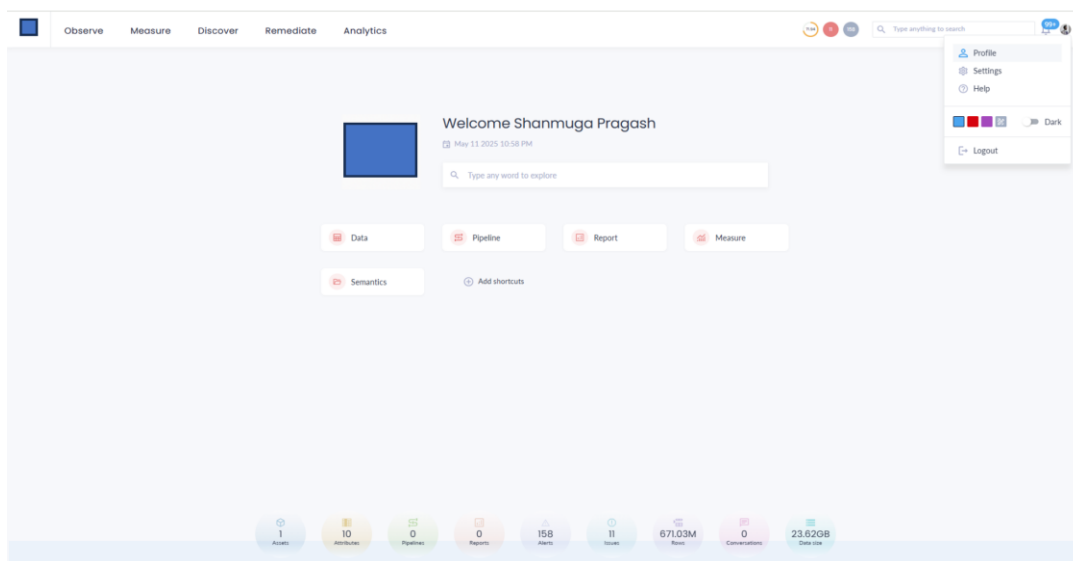 Observe Measure Discover Remediate Analytics
Type anything to search
99+
Profile
Settings
Help
Dark
Logout
Welcome Shanmuga Pragash
May 11 2025 10:58 PM
Type any word to explore
Data Pipeline Report Measure
Semantics Add shortcuts
1 10 0 0 158 11 671.03M 0 23.62GB
Assets Attributes Pipelines Reports Alerts Issues Rows Conversations Data size